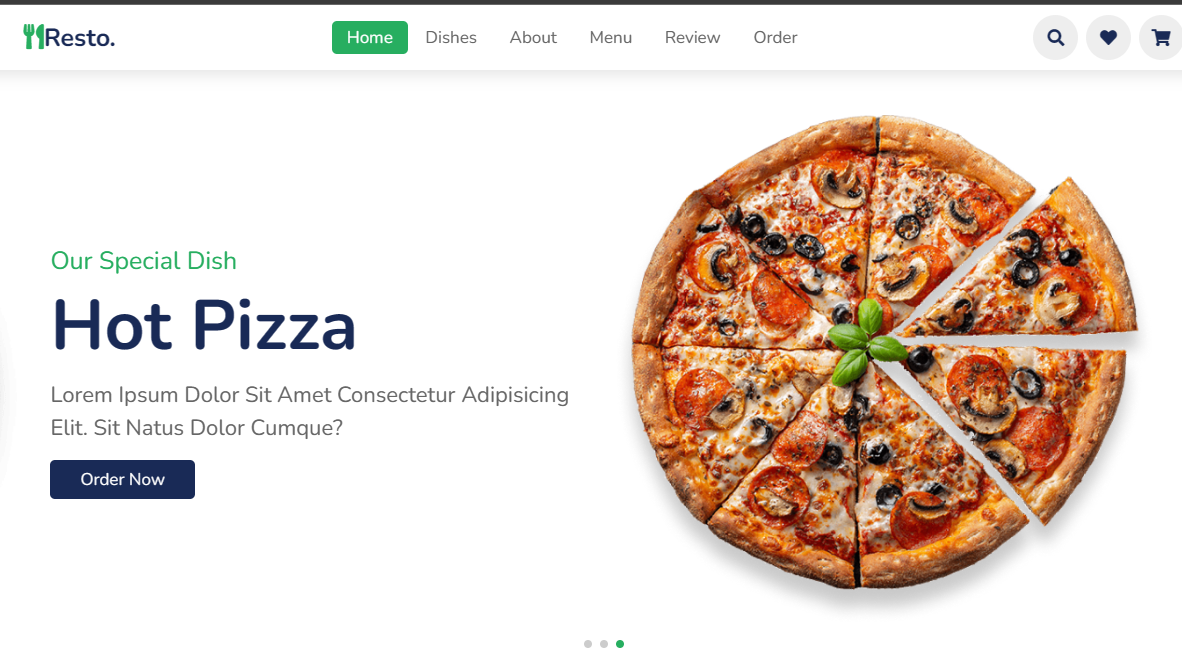 Resto.
Home Dishes About Menu Review Order
Our Special Dish
Hot Pizza
Lorem Ipsum Dolor Sit Amet Consectetur Adipisicing
Elit. Sit Natus Dolor Cumque?
Order Now